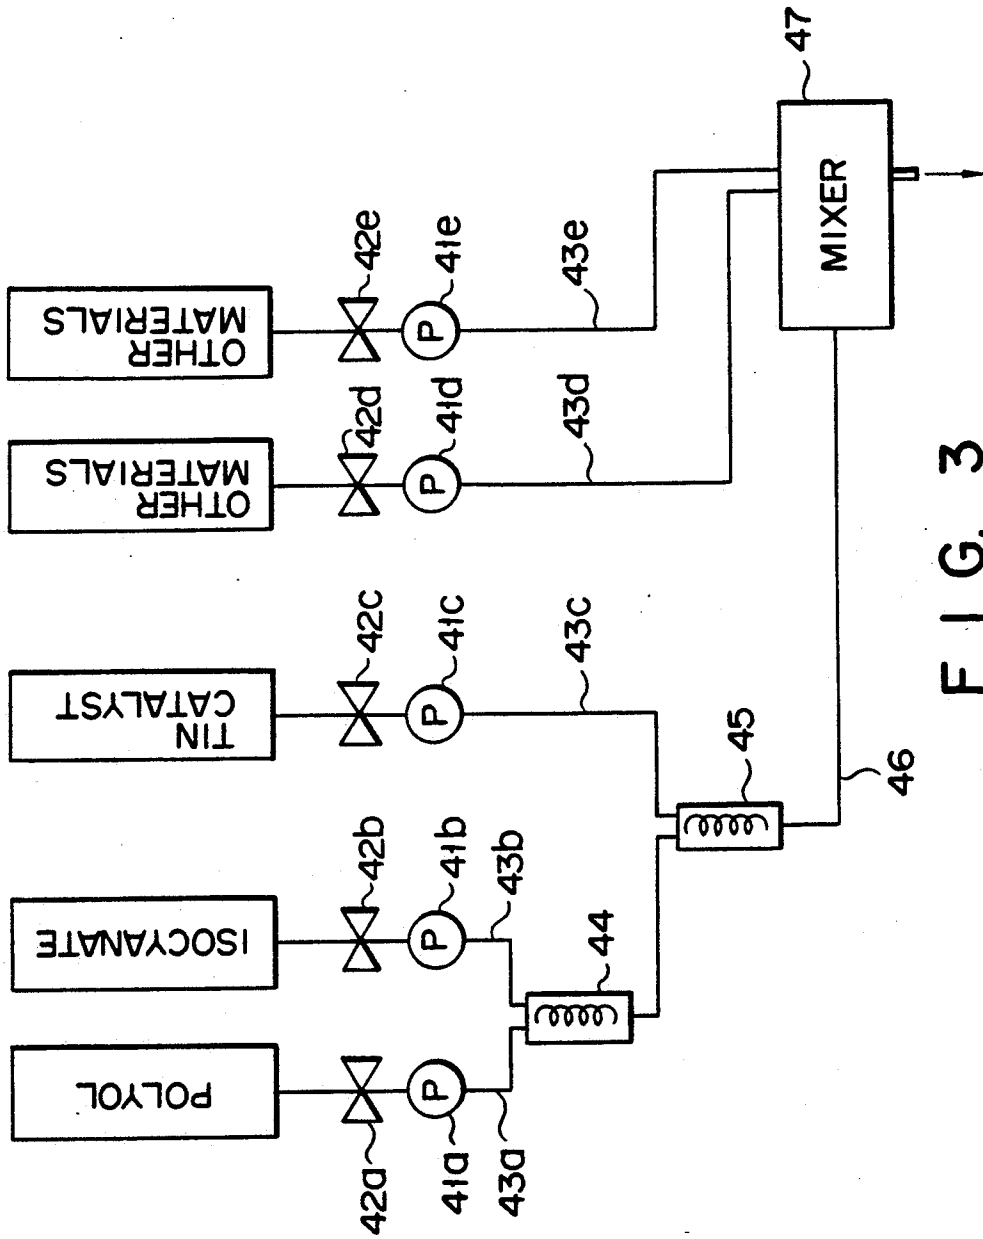 POLYOL
ISOCYANATE
TIN
CATALYST
OTHER
MATERIALS
OTHER
MATERIALS
42a
42b
42c
42d
42e
P
P
P
P
P
41a
41b
41c
41d
41e
43a
43b
43c
43d
43e
44
45
46
MIXER
47
F I G. 3